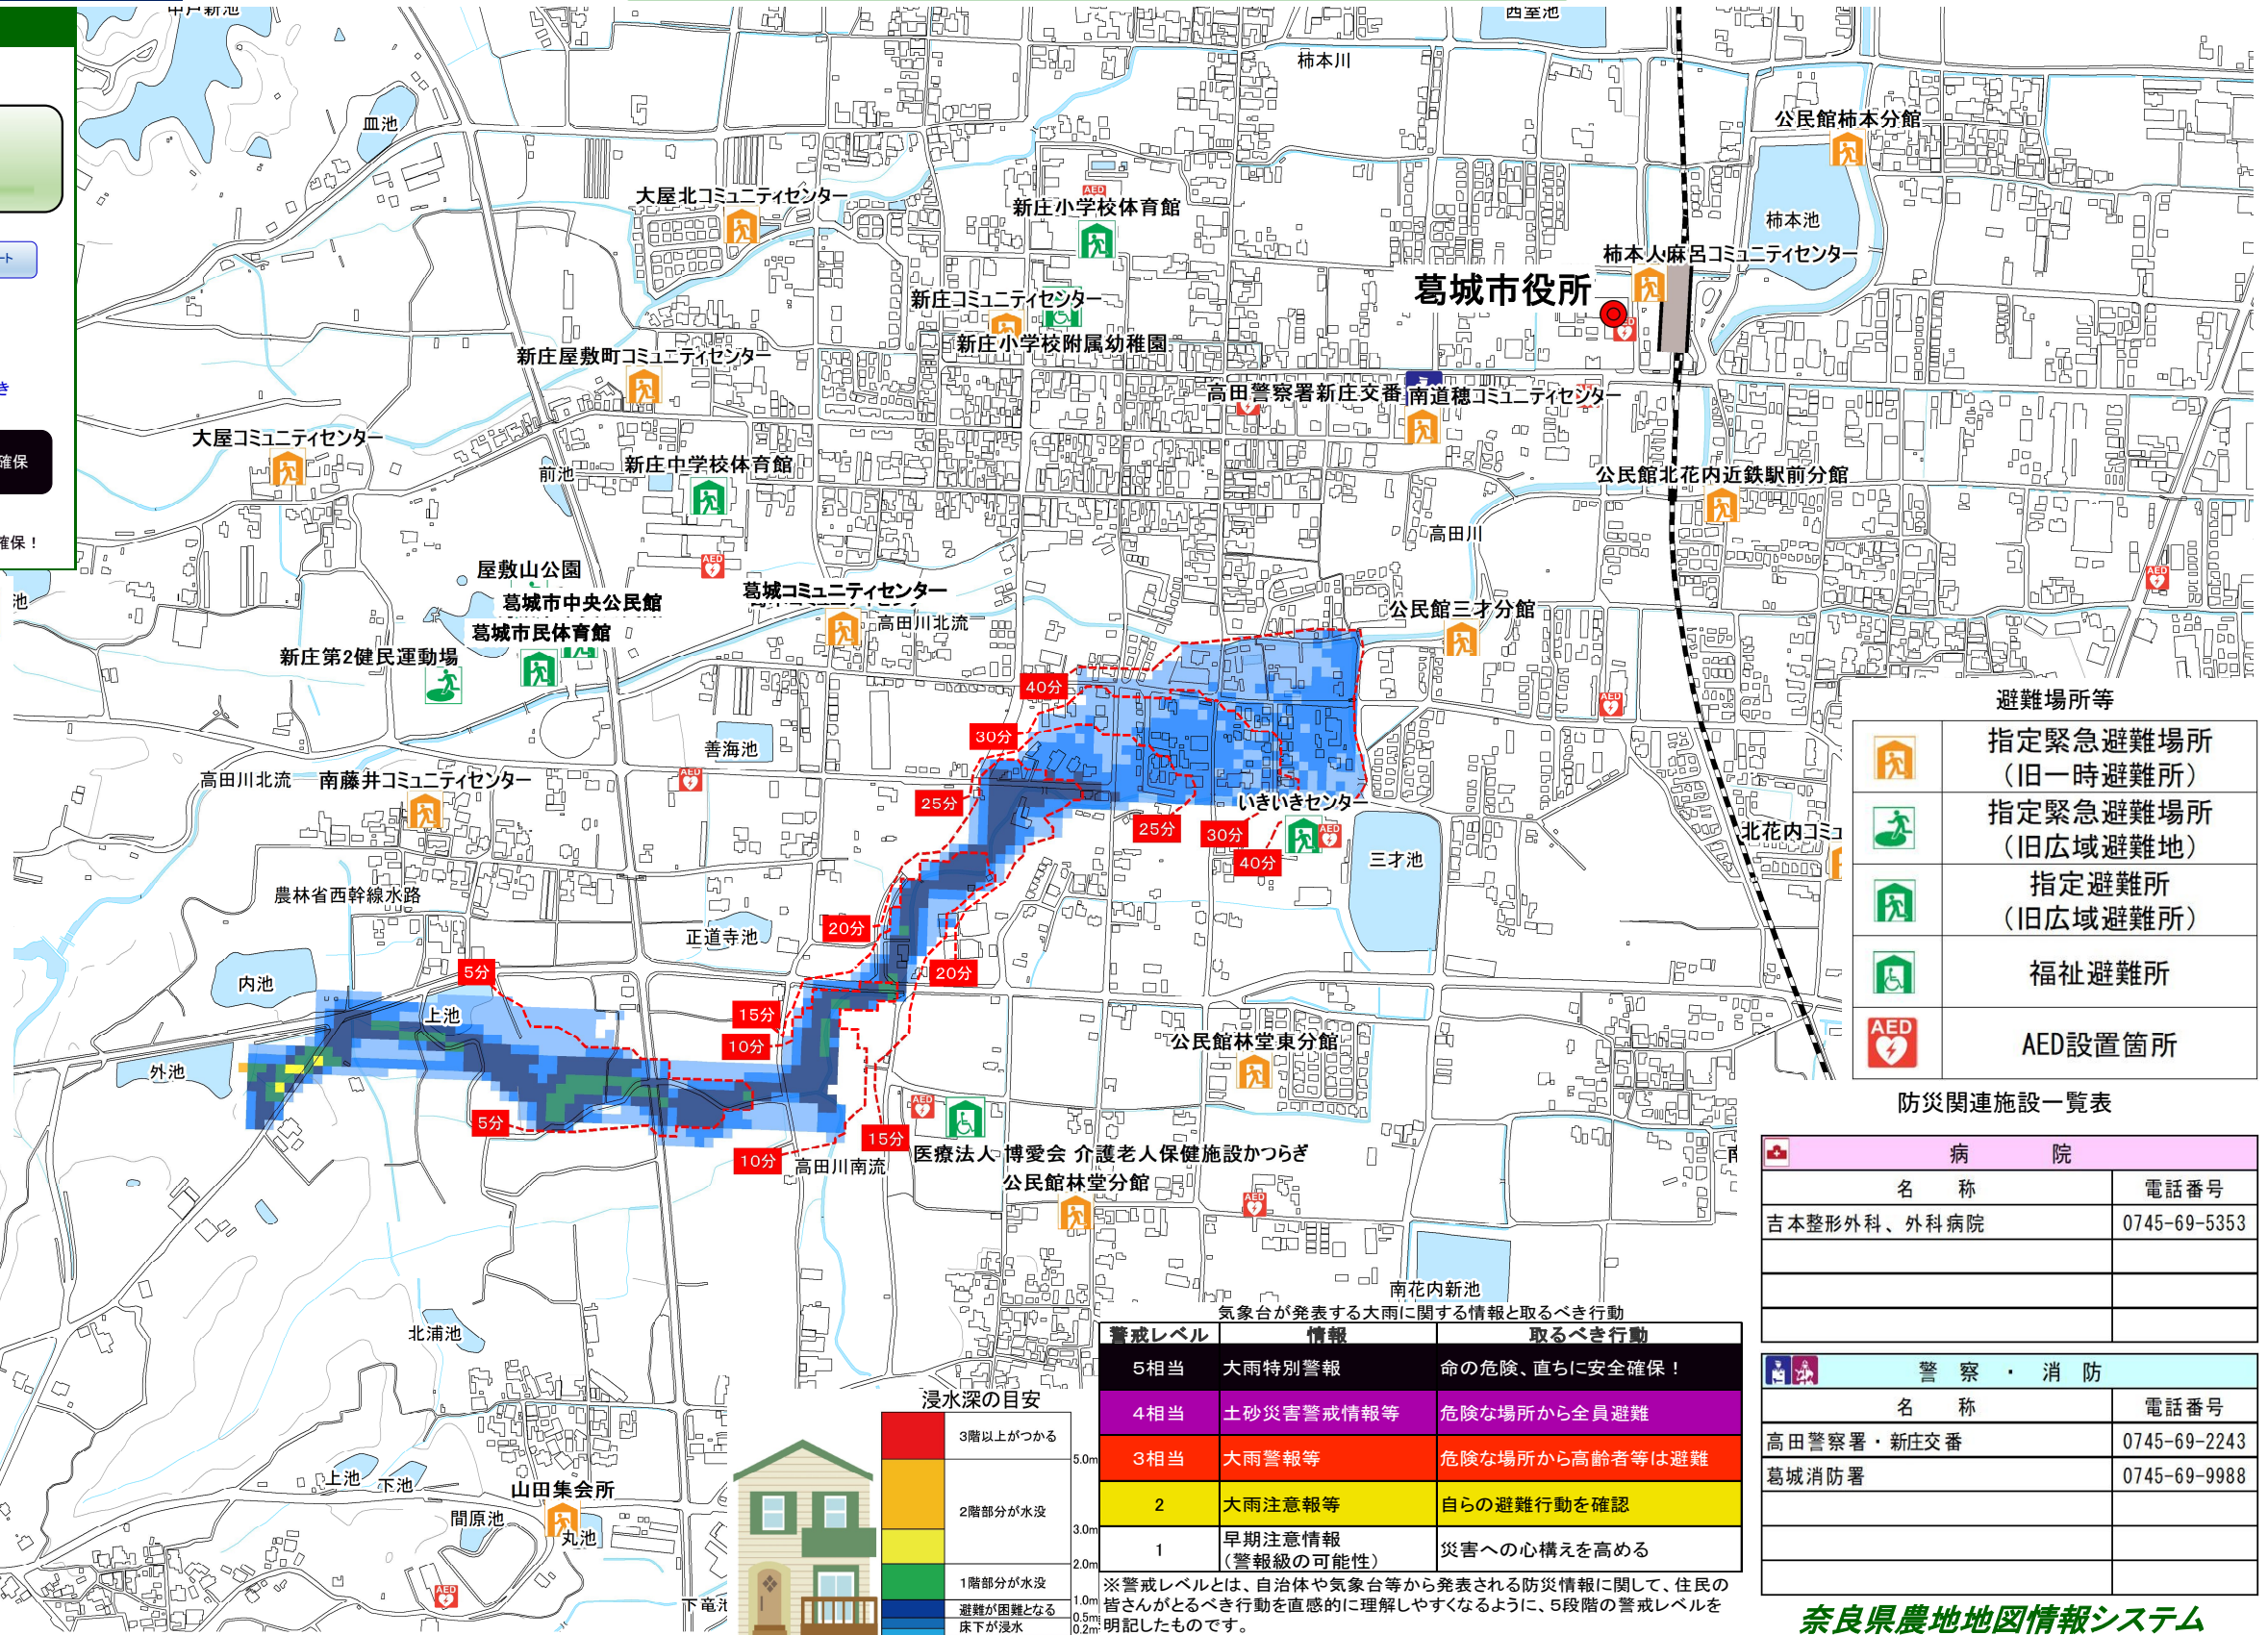 西室池
柿本川
皿池
公民館柿本分館
大屋北コミュニティセンター
AED
新庄小学校体育館
柿本池
柿本人麻呂コミュニティセンター
ート
葛城市役所
新庄コミュニティセンター
新庄小学校附属幼稚園
新庄屋敷町コミュニティセンター
き
高田警察署新庄交番
南道穂コミュニティセンター
大屋コミュニティセンター
確保
前池
新庄中学校体育館
公民館北花内近鉄駅前分館
高田川
確保！
AED
AED
屋敷山公園
池
葛城市中央公民館
葛城コミュニティセンター
高田川北流
公民館三才分館
葛城市民体育館
新庄第2健民運動場
40分
AED
30分
善海池
高田川北流
南藤井コミュニティセンター
AED
25分
いきいきセンター
25分
30分
AED
40分
三才池
北花内コミュ
農林省西幹線水路
20分
正道寺池
20分
5分
内池
上池
15分
10分
外池
公民館林堂東分館
5分
AED
15分
10分
高田川南流
医療法人 博愛会 介護老人保健施設かつらぎ
公民館林堂分館
AED
南花内新池
北浦池
上池
下池
山田集会所
間原池
丸池
AED
下竜池
避難場所等
指定緊急避難場所
（旧一時避難所）
指定緊急避難場所
（旧広域避難地）
指定避難所
（旧広域避難所）
福祉避難所
AED
AED設置箇所
防災関連施設一覧表
病 院
名 称 電話番号
吉本整形外科、外科病院 0745-69-5353
警 察 ・ 消 防
名 称 電話番号
高田警察署・新庄交番 0745-69-2243
葛城消防署 0745-69-9988
気象台が発表する大雨に関する情報と取るべき行動
警戒レベル 情報 取るべき行動
5相当 大雨特別警報 命の危険、直ちに安全確保！
4相当 土砂災害警戒情報等 危険な場所から全員避難
3相当 大雨警報等 危険な場所から高齢者等は避難
2 大雨注意報等 自らの避難行動を確認
1 早期注意情報
（警報級の可能性） 災害への心構えを高める
※警戒レベルとは、自治体や気象台等から発表される防災情報に関して、住民の
皆さんがとるべき行動を直感的に理解しやすくなるように、5段階の警戒レベルを
明記したものです。
浸水深の目安
3階以上がつかる
5.0m
2階部分が水没
3.0m
2.0m
1階部分が水没
1.0m
避難が困難となる
0.5m
床下が浸水
0.2m
奈良県農地地図情報システム